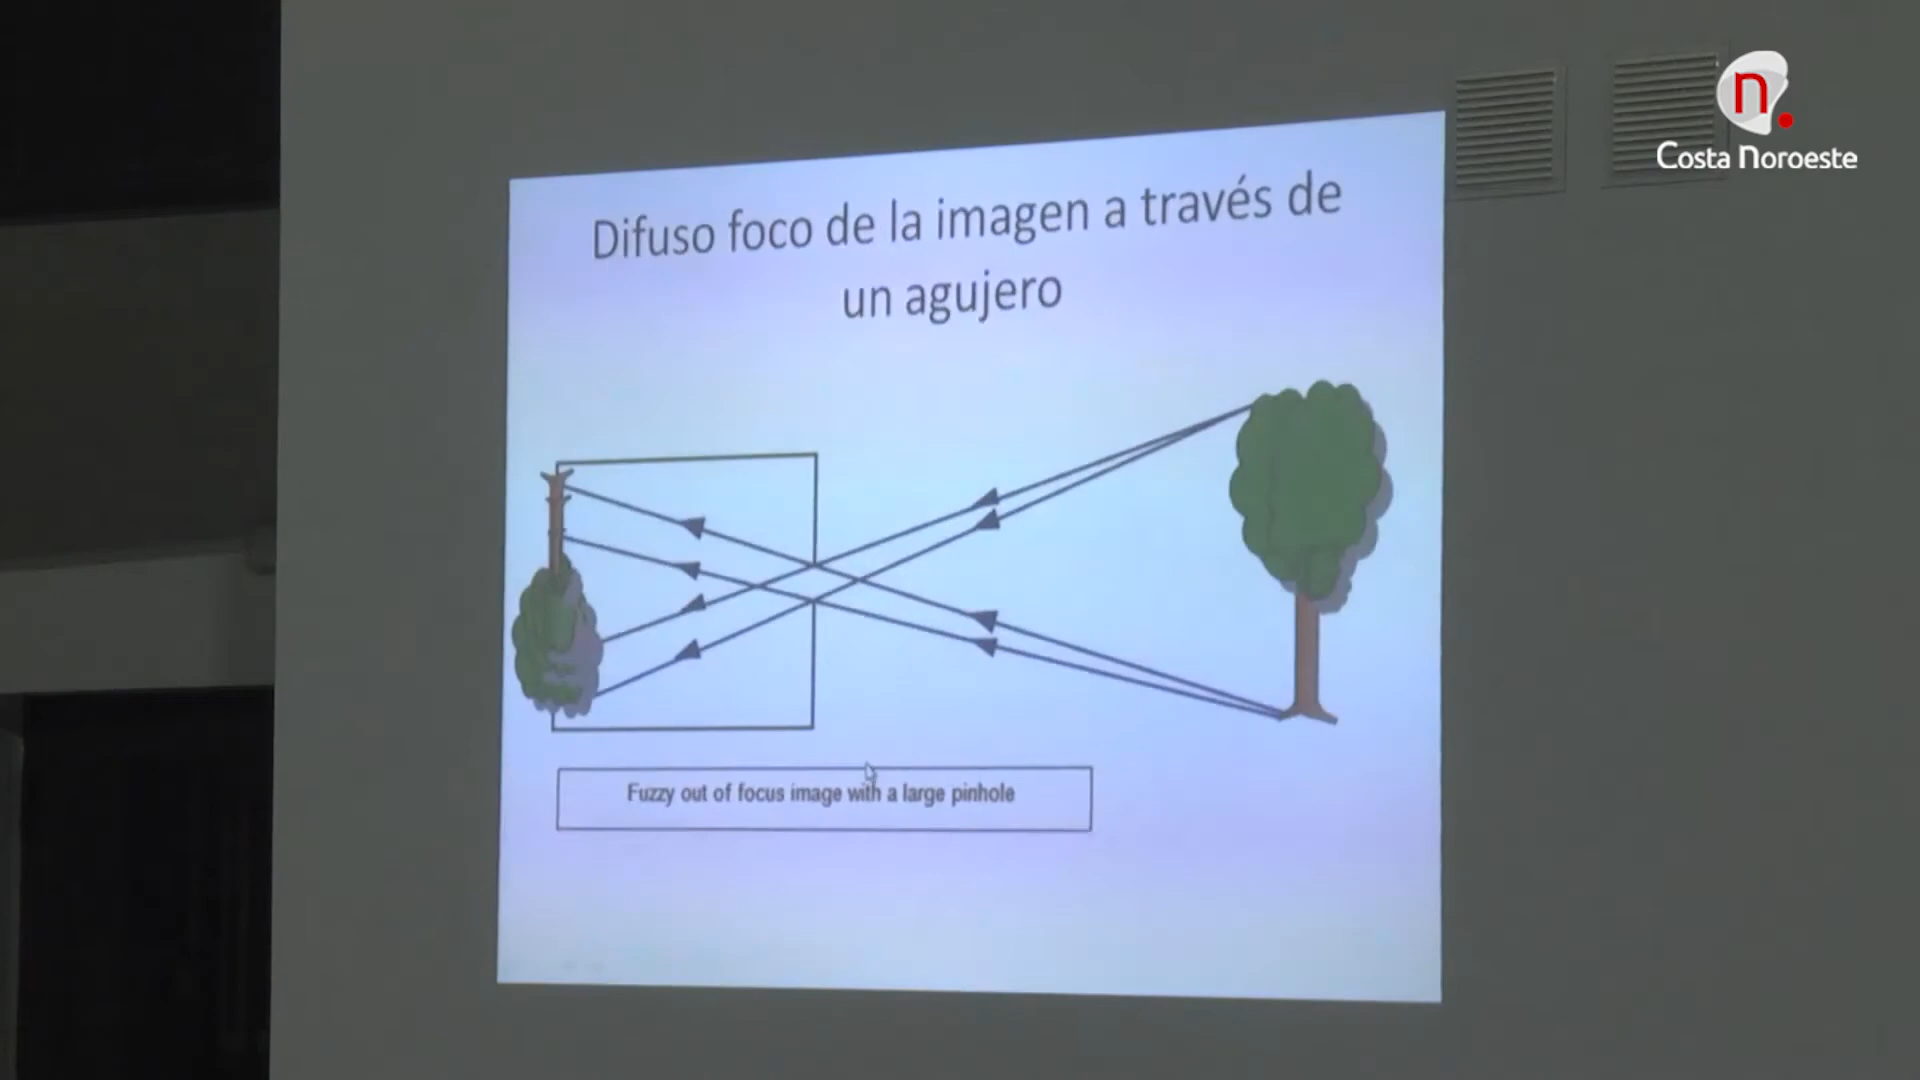 n.
Costa Noroeste
Difuso foco de la imagen a través de
un agujero
Fuzzy out of focus image with a large pinhole